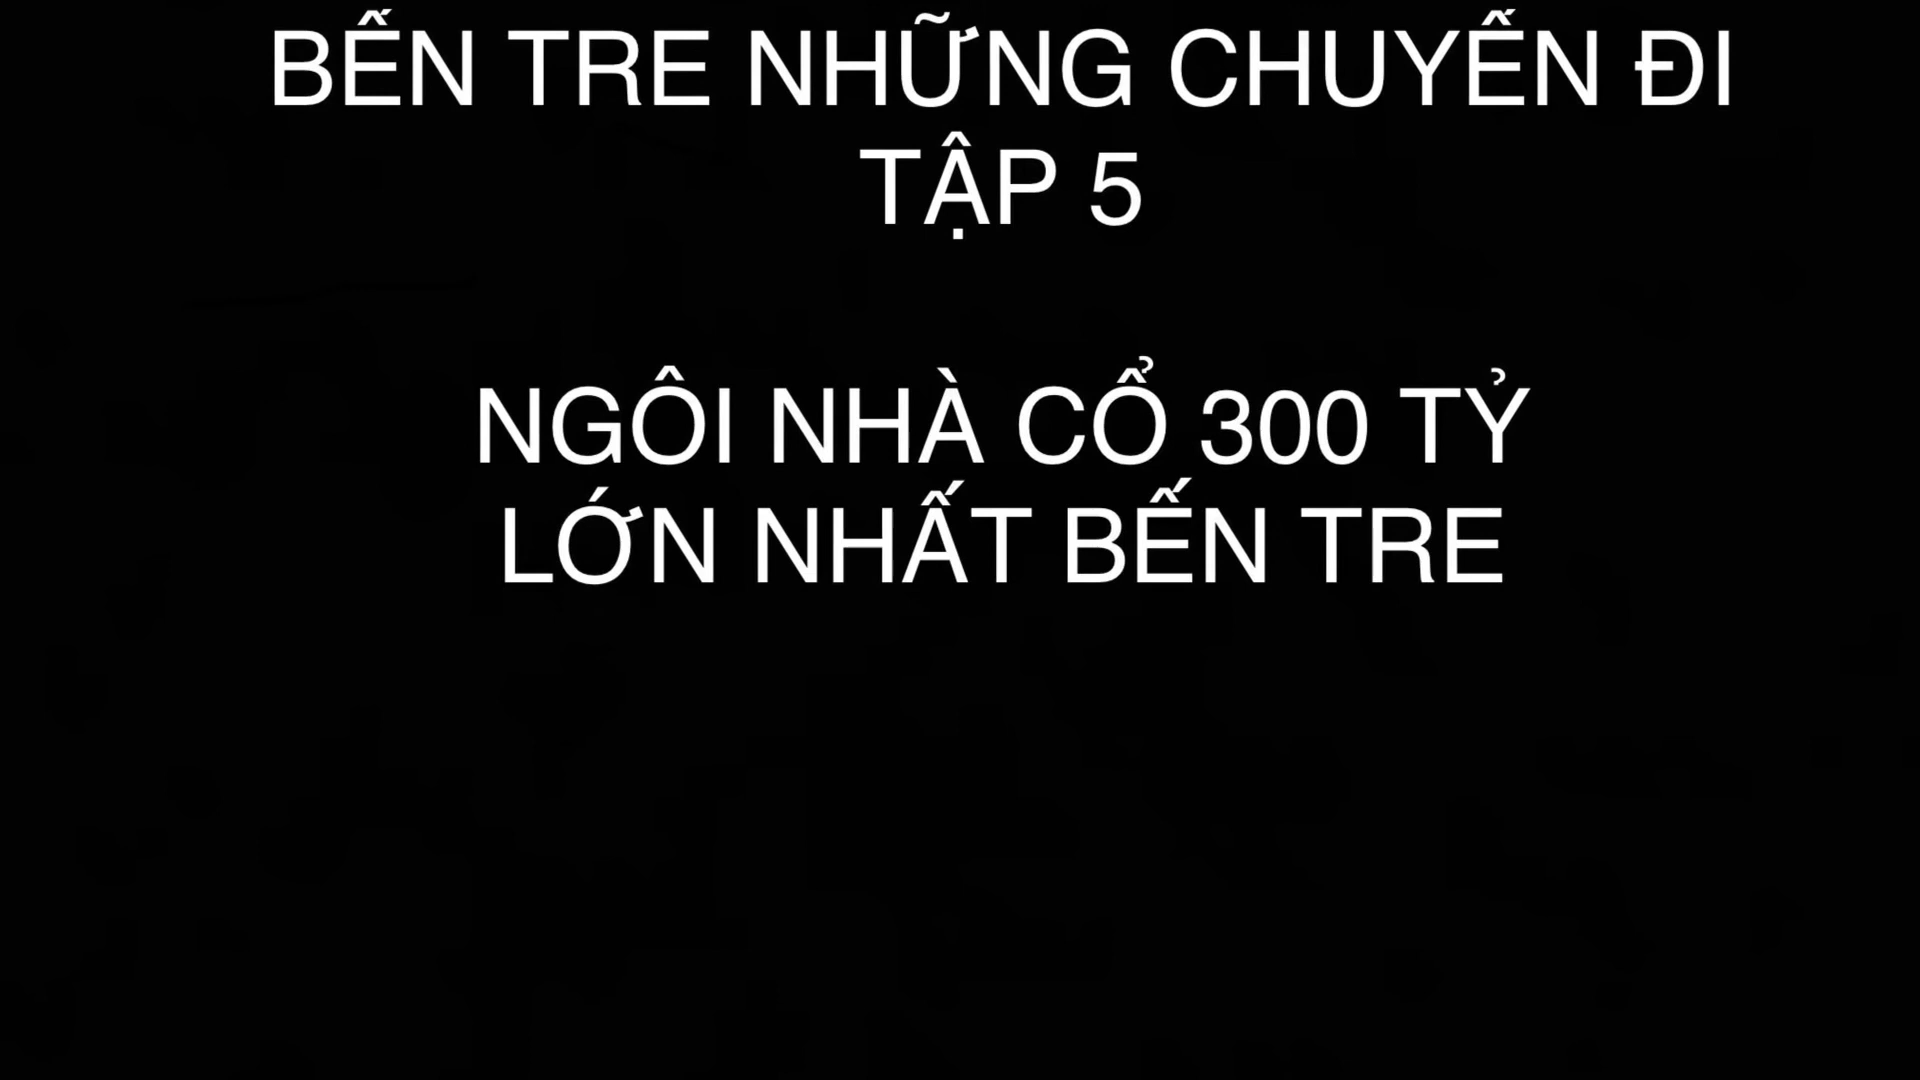 BẾN TRE NHỮNG CHUYẾN ĐI
TẬP 5
NGÔI NHÀ CỔ 300 TỶ
LỚN NHẤT BẾN TRE